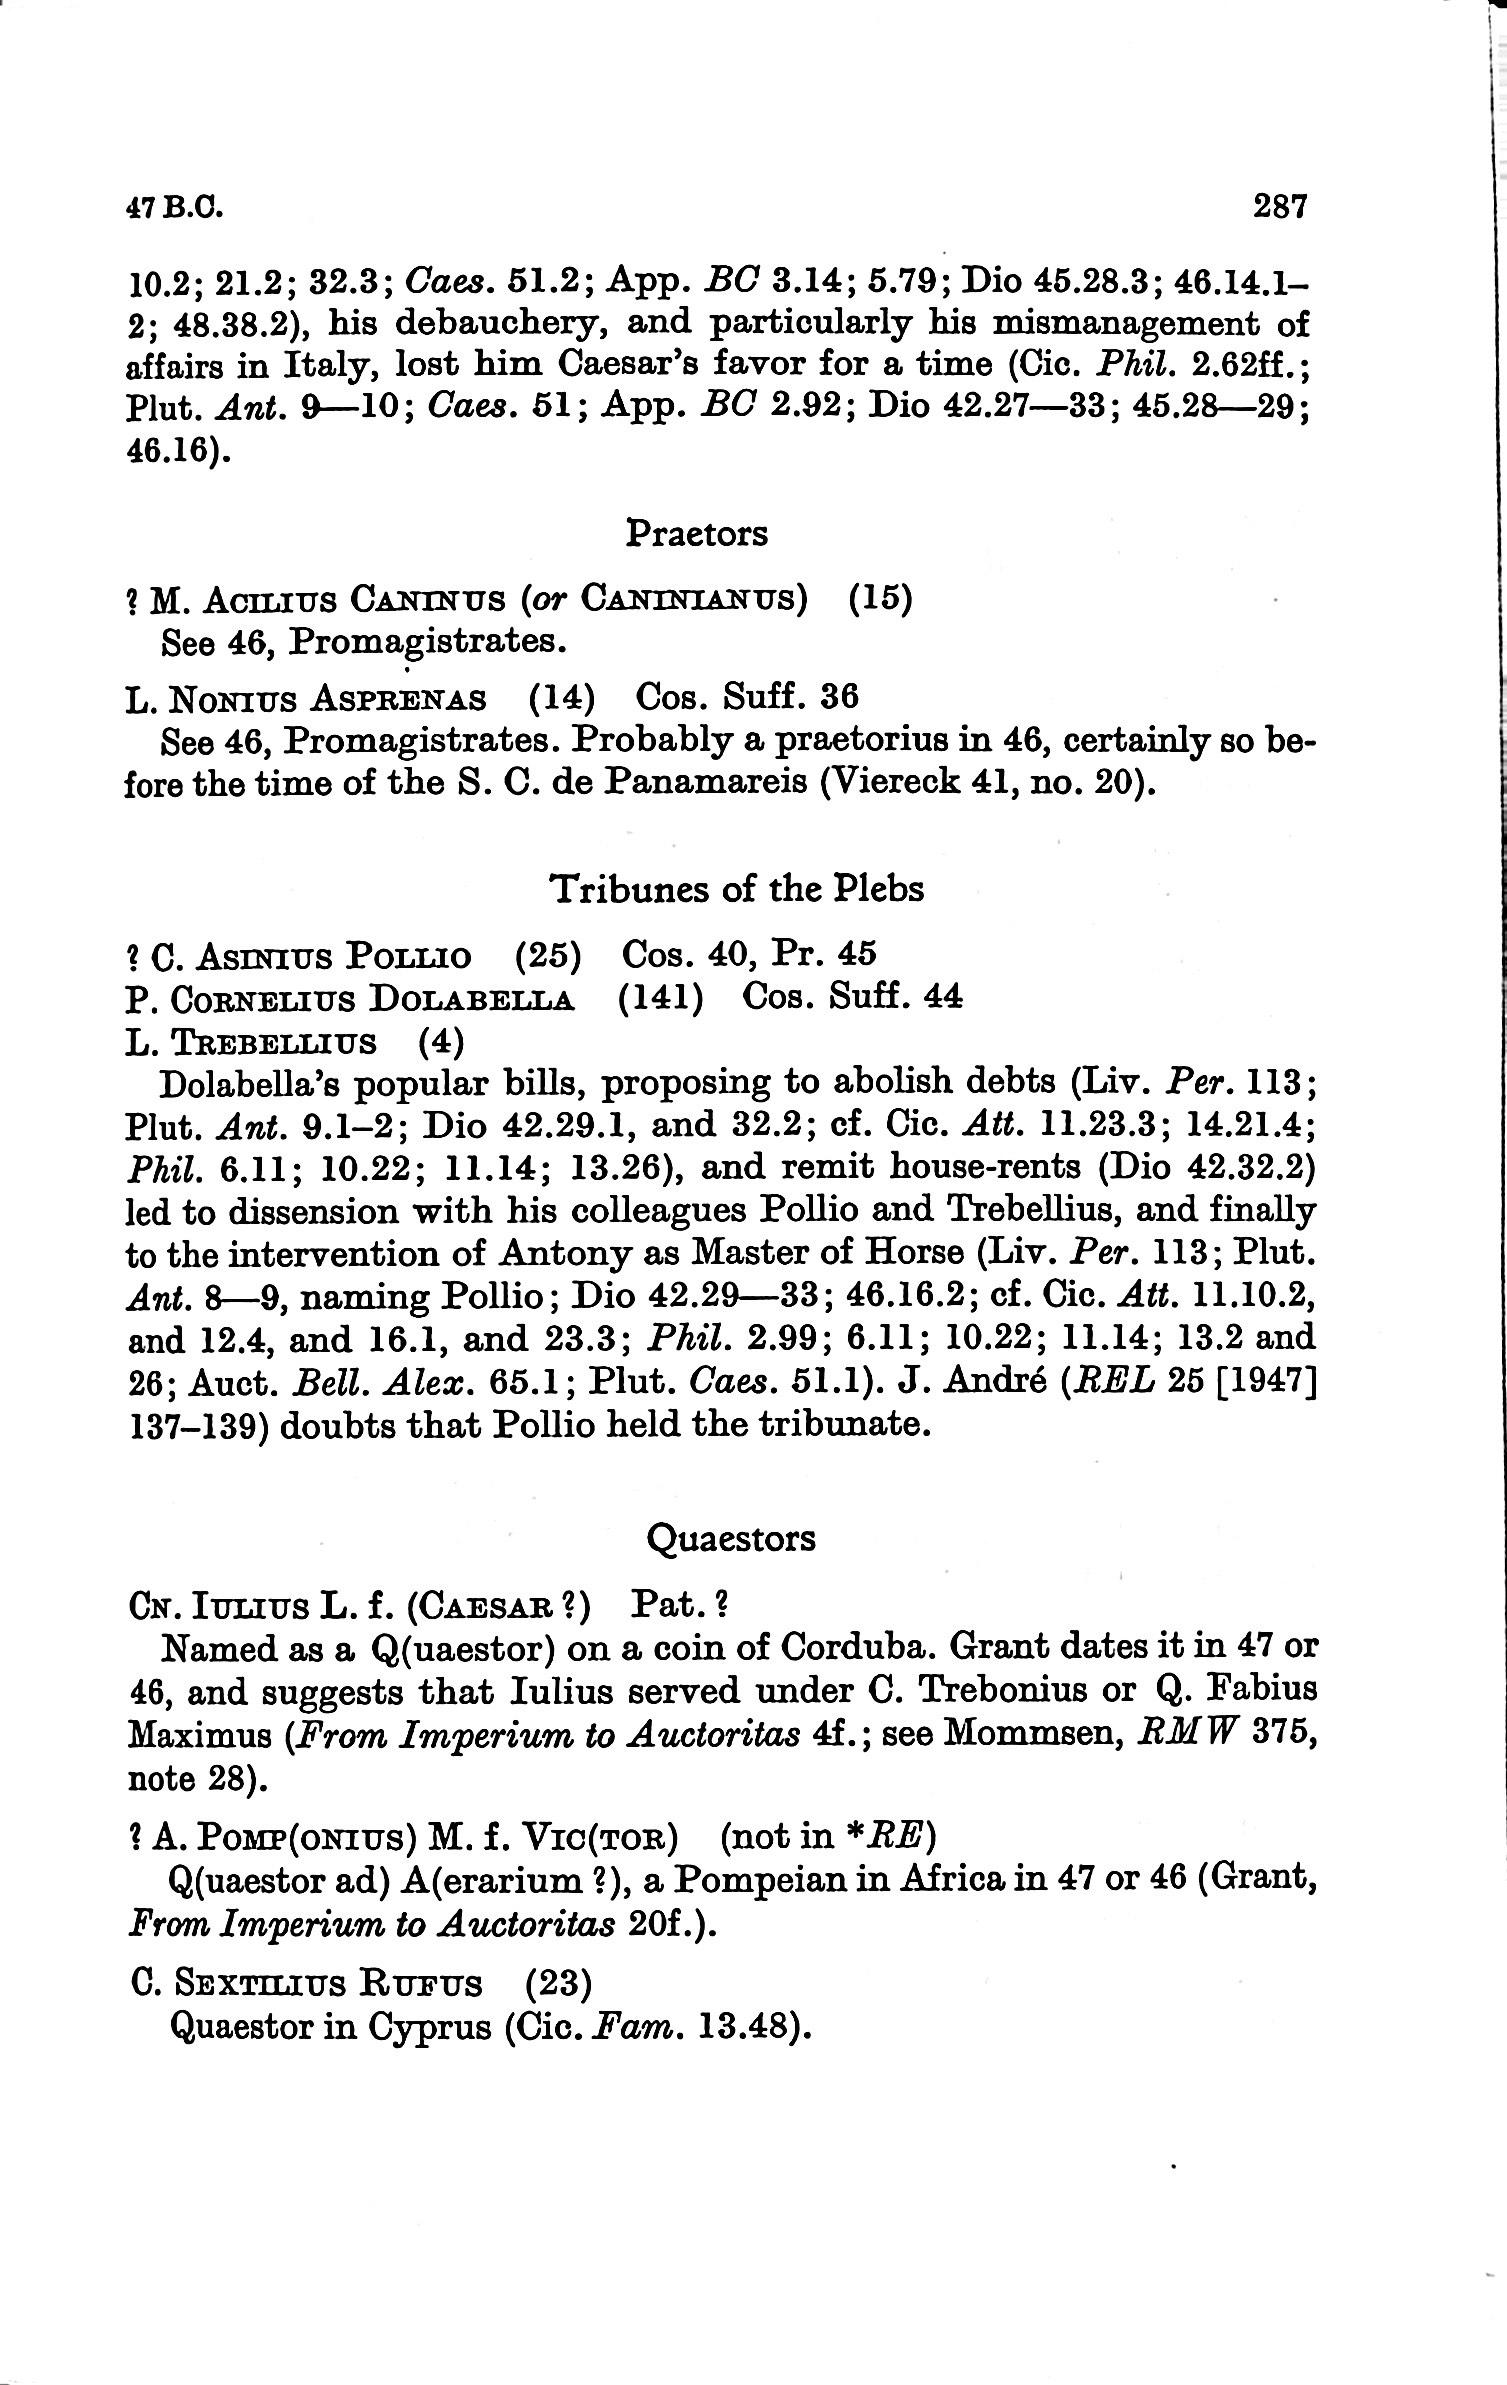 47 B.C. 287
10.2; 21.2; 32.3; Caes. 51.2; App. BC 3.14; 5.79; Dio 45.28.3; 46.14.1–
2; 48.38.2), his debauchery, and particularly his mismanagement of
affairs in Italy, lost him Caesar's favor for a time (Cic. Phil. 2.62ff.;
Plut. Ant. 9—10; Caes. 51; App. BC 2.92; Dio 42.27—33; 45.28—29;
46.16).
Praetors
? M. Acilius Caninus (or Caninianus) (15)
See 46, Promagistrates.
L. Nonius Asprenas (14) Cos. Suff. 36
See 46, Promagistrates. Probably a praetorius in 46, certainly so be-
fore the time of the S. C. de Panamareis (Viereck 41, no. 20).
Tribunes of the Plebs
? C. Asinius Pollio (25) Cos. 40, Pr. 45
P. Cornelius Dolabella (141) Cos. Suff. 44
L. Trebellius (4)
Dolabella's popular bills, proposing to abolish debts (Liv. Per. 113;
Plut. Ant. 9.1–2; Dio 42.29.1, and 32.2; cf. Cic. Att. 11.23.3; 14.21.4;
Phil. 6.11; 10.22; 11.14; 13.26), and remit house-rents (Dio 42.32.2)
led to dissension with his colleagues Pollio and Trebellius, and finally
to the intervention of Antony as Master of Horse (Liv. Per. 113; Plut.
Ant. 8—9, naming Pollio; Dio 42.29—33; 46.16.2; cf. Cic. Att. 11.10.2,
and 12.4, and 16.1, and 23.3; Phil. 2.99; 6.11; 10.22; 11.14; 13.2 and
26; Auct. Bell. Alex. 65.1; Plut. Caes. 51.1). J. André (REL 25 [1947]
137–139) doubts that Pollio held the tribunate.
Quaestors
Cn. Iulius L. f. (Caesar ?) Pat. ?
Named as a Q(uaestor) on a coin of Corduba. Grant dates it in 47 or
46, and suggests that Iulius served under C. Trebonius or Q. Fabius
Maximus (From Imperium to Auctoritas 4f.; see Mommsen, RMW 375,
note 28).
? A. Pomp(onius) M. f. Vic(tor) (not in *RE)
Q(uaestor ad) A(erarium ?), a Pompeian in Africa in 47 or 46 (Grant,
From Imperium to Auctoritas 20f.).
C. Sextilius Rufus (23)
Quaestor in Cyprus (Cic. Fam. 13.48).